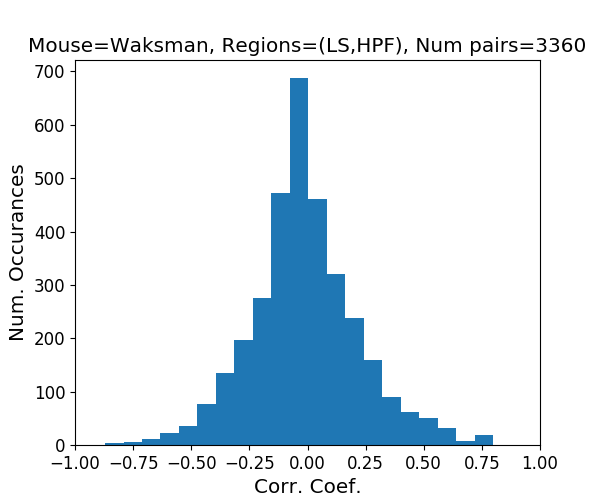 Mouse=Waksman, Regions=(LS,HPF), Num pairs=3360
700
600
500
400
300
200
100
0
Num. Occurances
−1.00 −0.75 −0.50 −0.25 0.00 0.25 0.50 0.75 1.00
Corr. Coef.